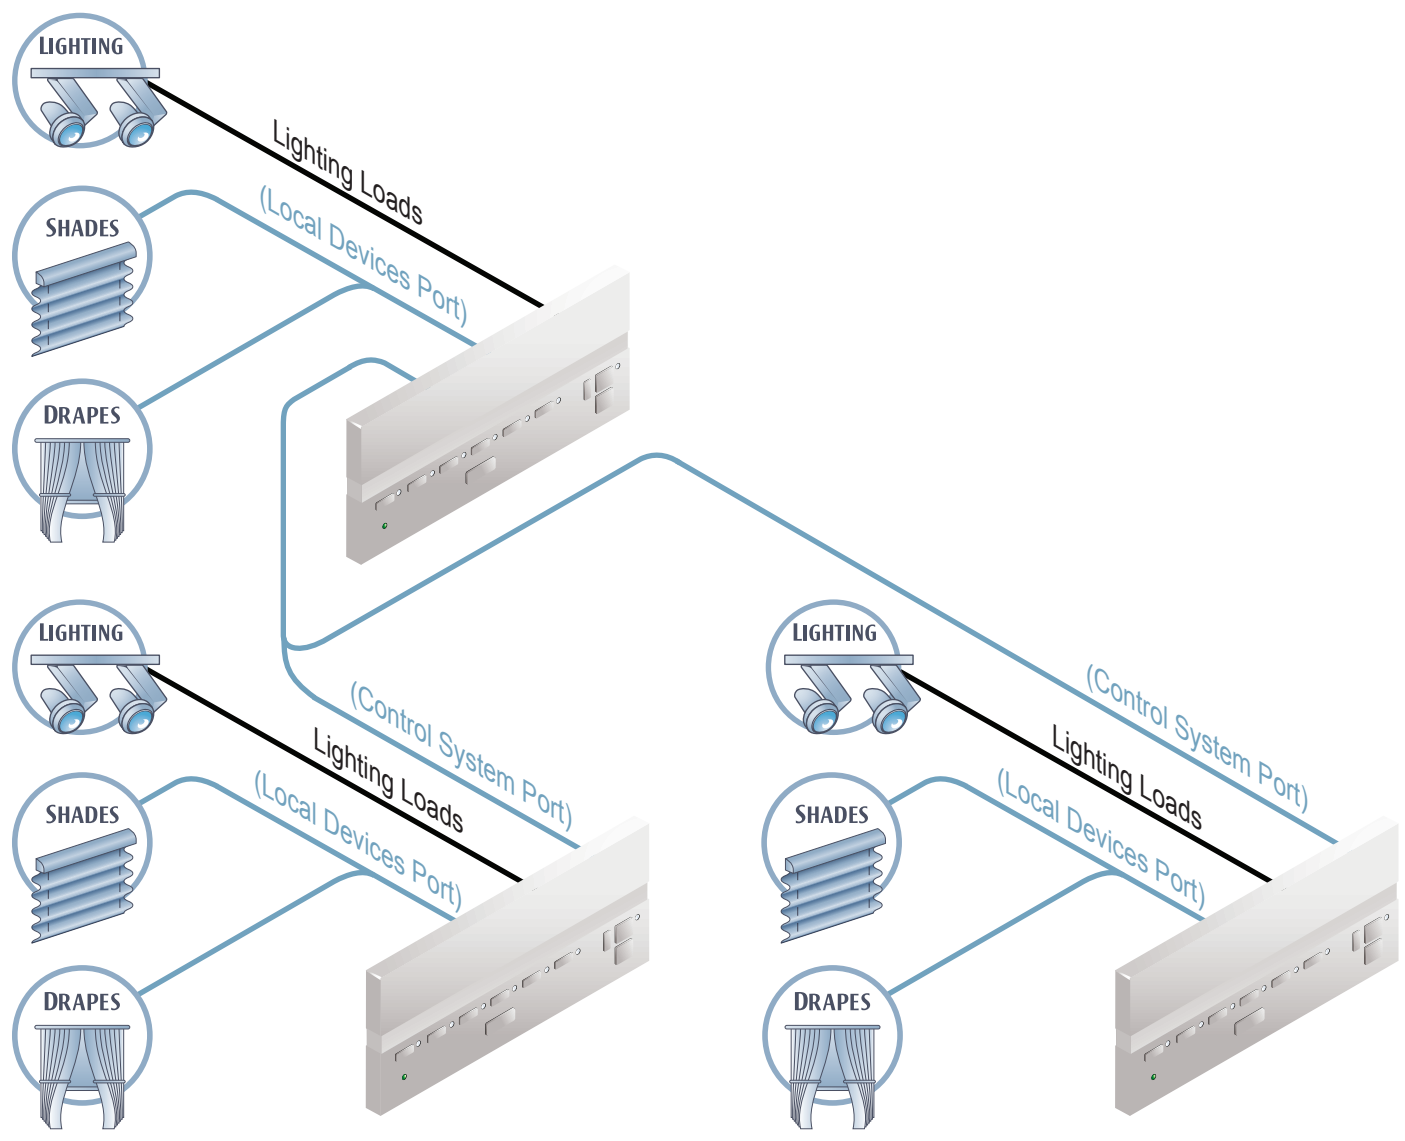 LIGHTING
Lighting Loads
SHADES
(Local Devices Port)
DRAPES
LIGHTING
(Control System Port)
Lighting Loads
SHADES
(Local Devices Port)
DRAPES
LIGHTING
(Control System Port)
Lighting Loads
SHADES
(Local Devices Port)
DRAPES